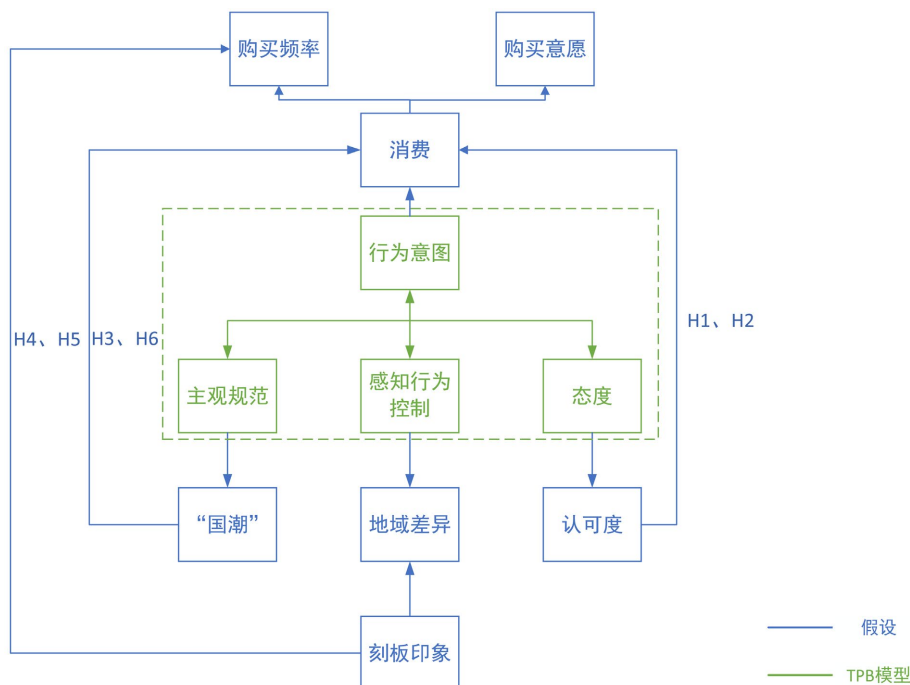 购买频率
购买意愿
消费
行为意图
H4、H5
H3、H6
H1、H2
主观规范
感知行为
控制
态度
“国潮”
地域差异
认可度
刻板印象
假设
TPB模型